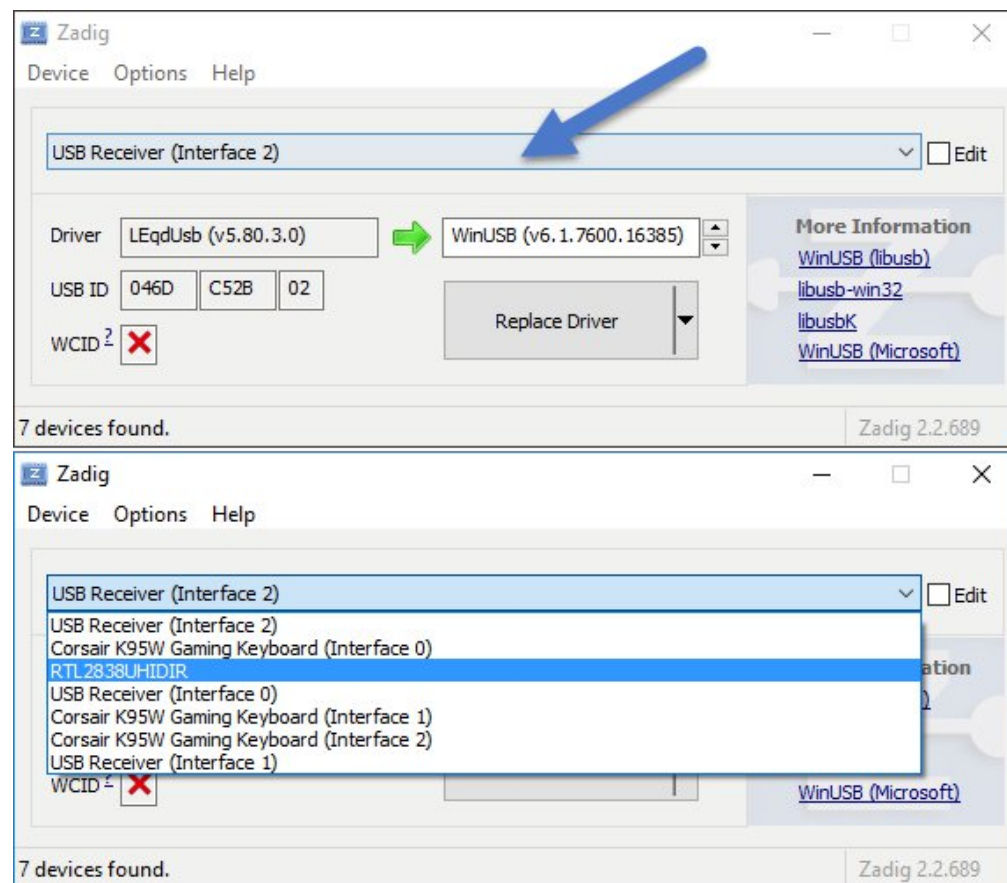 Zadig
Device Options Help
USB Receiver (Interface 2) Edit
Driver LEqdUsb (v5.80.3.0) WinUSB (v6.1.7600.16385)
USB ID 046D C52B 02
WCID ?
Replace Driver
More Information
WinUSB (libusb)
libusb-win32
libusbK
WinUSB (Microsoft)
7 devices found. Zadig 2.2.689
Zadig
Device Options Help
USB Receiver (Interface 2) Edit
USB Receiver (Interface 2)
Corsair K95W Gaming Keyboard (Interface 0)
RTL2838UHIDIR
USB Receiver (Interface 0)
Corsair K95W Gaming Keyboard (Interface 1)
Corsair K95W Gaming Keyboard (Interface 2)
USB Receiver (Interface 1)
WCID ?
ation
WinUSB (Microsoft)
7 devices found. Zadig 2.2.689